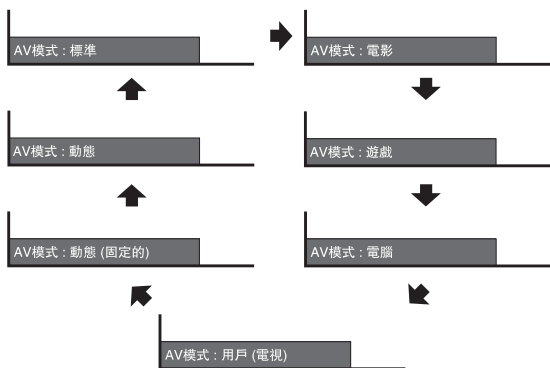 AV模式 : 標準
AV模式 : 電影
AV模式 : 動態
AV模式 : 遊戲
AV模式 : 動態 (固定的)
AV模式 : 電腦
AV模式 : 用戶 (電視)